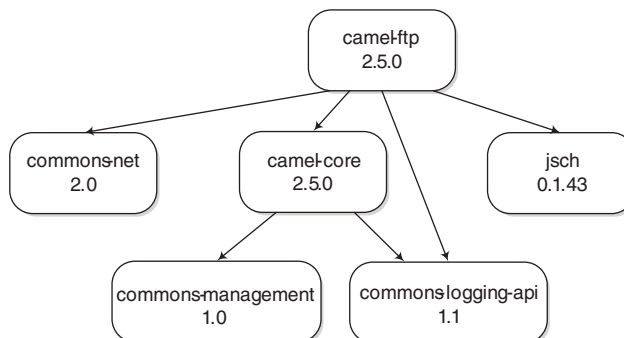 camel-ftp
2.5.0
commons-net
2.0
camel-core
2.5.0
jsch
0.1.43
commons-management
1.0
commons-logging-api
1.1